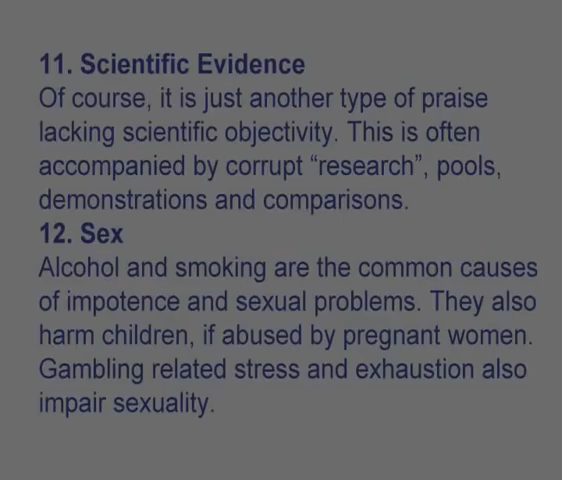 11. Scientific Evidence
Of course, it is just another type of praise
lacking scientific objectivity. This is often
accompanied by corrupt “research”, pools,
demonstrations and comparisons.
12. Sex
Alcohol and smoking are the common causes
of impotence and sexual problems. They also
harm children, if abused by pregnant women.
Gambling related stress and exhaustion also
impair sexuality.